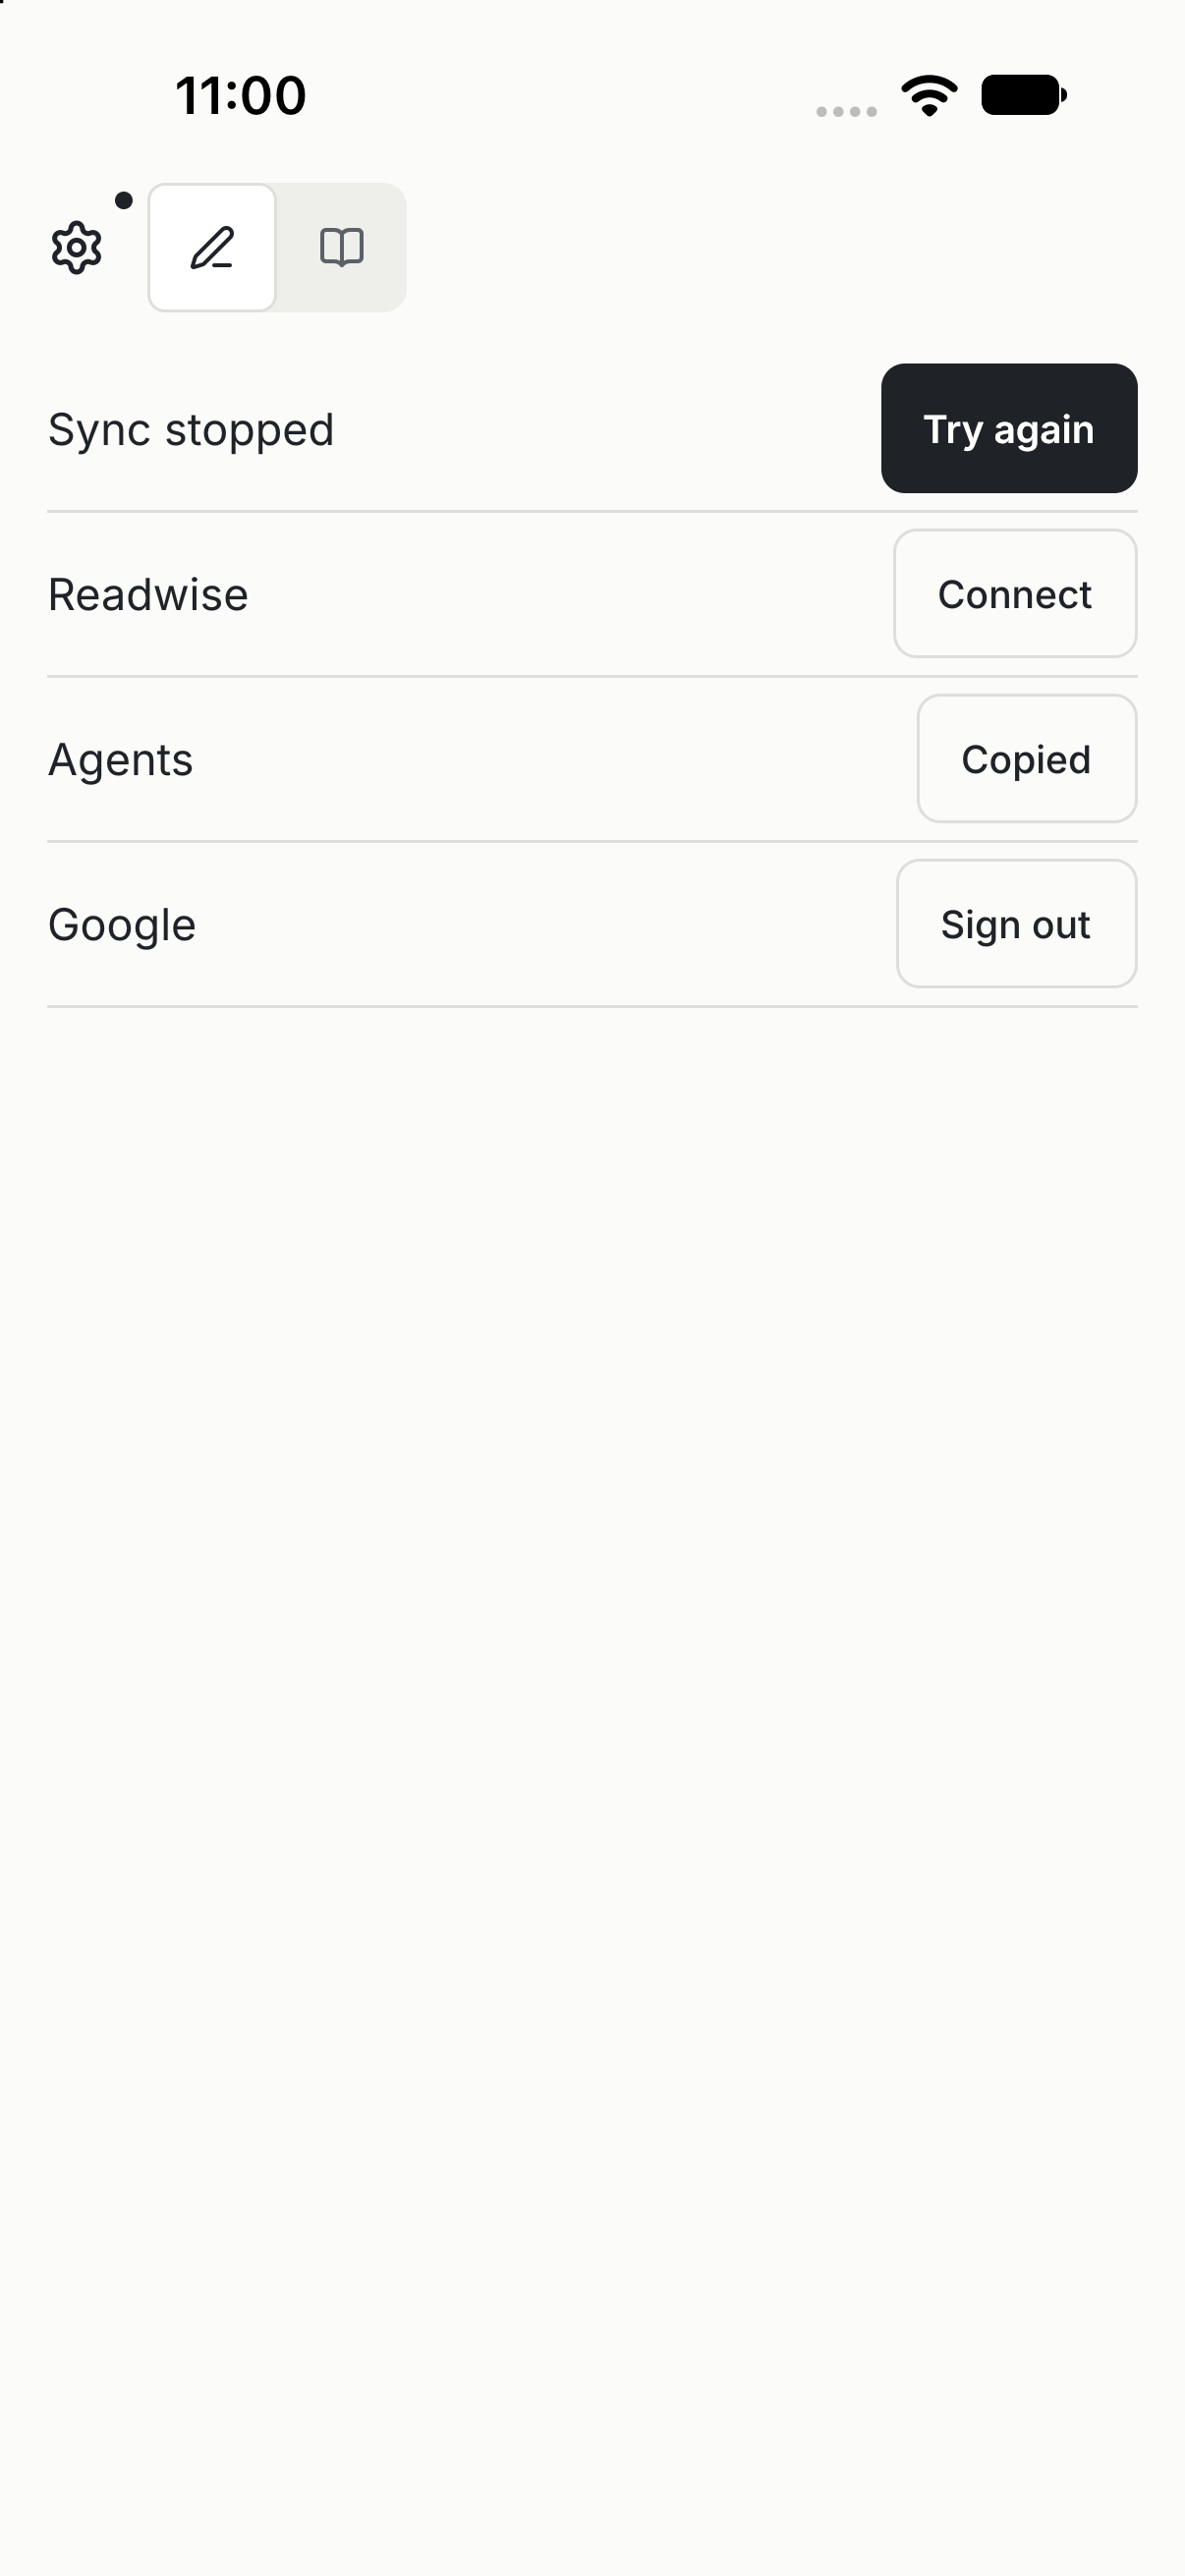 11:00
Sync stopped
Try again
Readwise
Connect
Agents
Copied
Google
Sign out